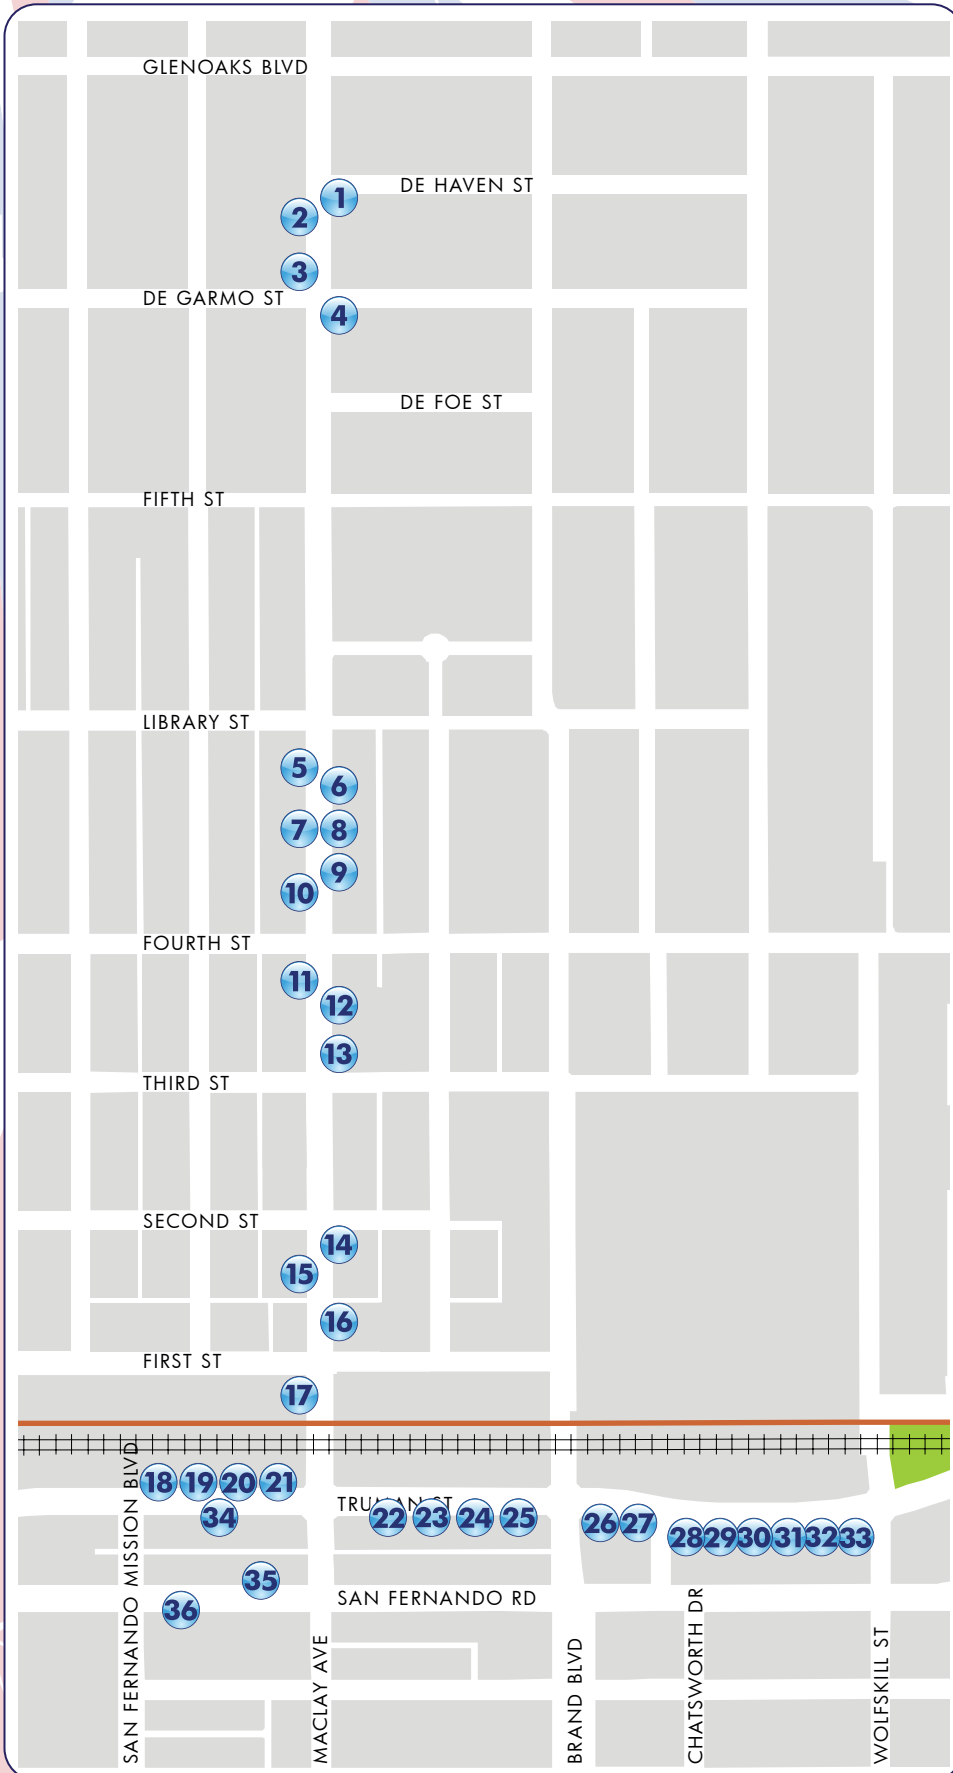 GLENOAKS BLVD
DE HAVEN ST
1
2
3
DE GARMO ST
4
DE FOE ST
FIFTH ST
LIBRARY ST
5
6
7 8
9
10
FOURTH ST
11
12
13
THIRD ST
SECOND ST
14
15
16
FIRST ST
17
18 19 20 21
TRUMAN ST
34 22 23 24 25 26 27
28 29 30 31 32 33
35
SAN FERNANDO RD
36
SAN FERNANDO MISSION BLVD
MACLAY AVE
BRAND BLVD
CHATSWORTH DR
WOLFSKILL ST